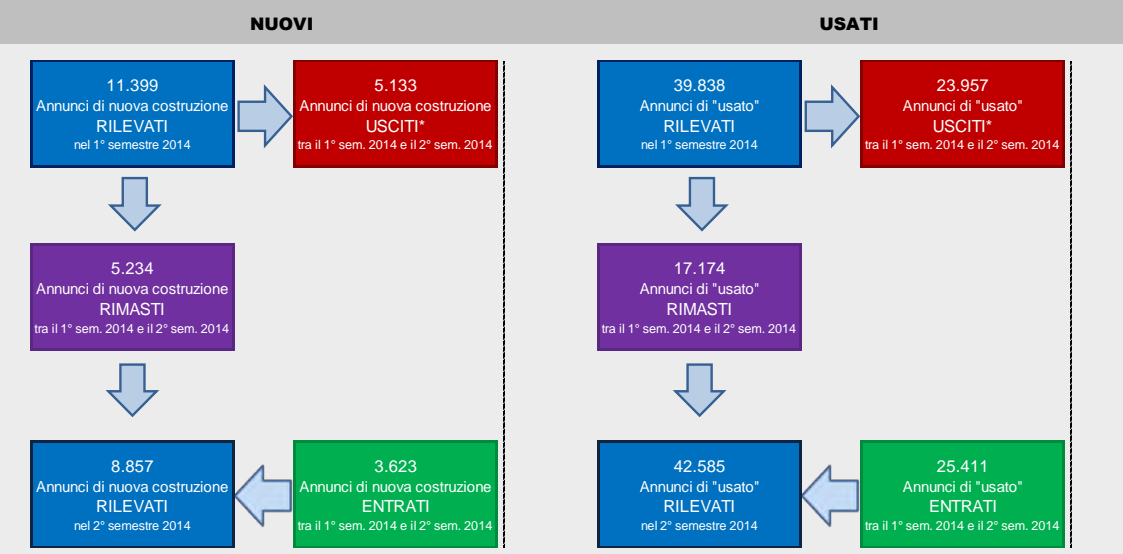 NUOVI
11.399
Annunci di nuova costruzione
RILEVATI
nel 1° semestre 2014
5.133
Annunci di nuova costruzione
USCITI*
tra il 1° sem. 2014 e il 2° sem. 2014
5.234
Annunci di nuova costruzione
RIMASTI
tra il 1° sem. 2014 e il 2° sem. 2014
8.857
Annunci di nuova costruzione
RILEVATI
nel 2° semestre 2014
3.623
Annunci di nuova costruzione
ENTRATI
tra il 1° sem. 2014 e il 2° sem. 2014
USATI
39.838
Annunci di "usato"
RILEVATI
nel 1° semestre 2014
23.957
Annunci di "usato"
USCITI*
tra il 1° sem. 2014 e il 2° sem. 2014
17.174
Annunci di "usato"
RIMASTI
tra il 1° sem. 2014 e il 2° sem. 2014
42.585
Annunci di "usato"
RILEVATI
nel 2° semestre 2014
25.411
Annunci di "usato"
ENTRATI
tra il 1° sem. 2014 e il 2° sem. 2014